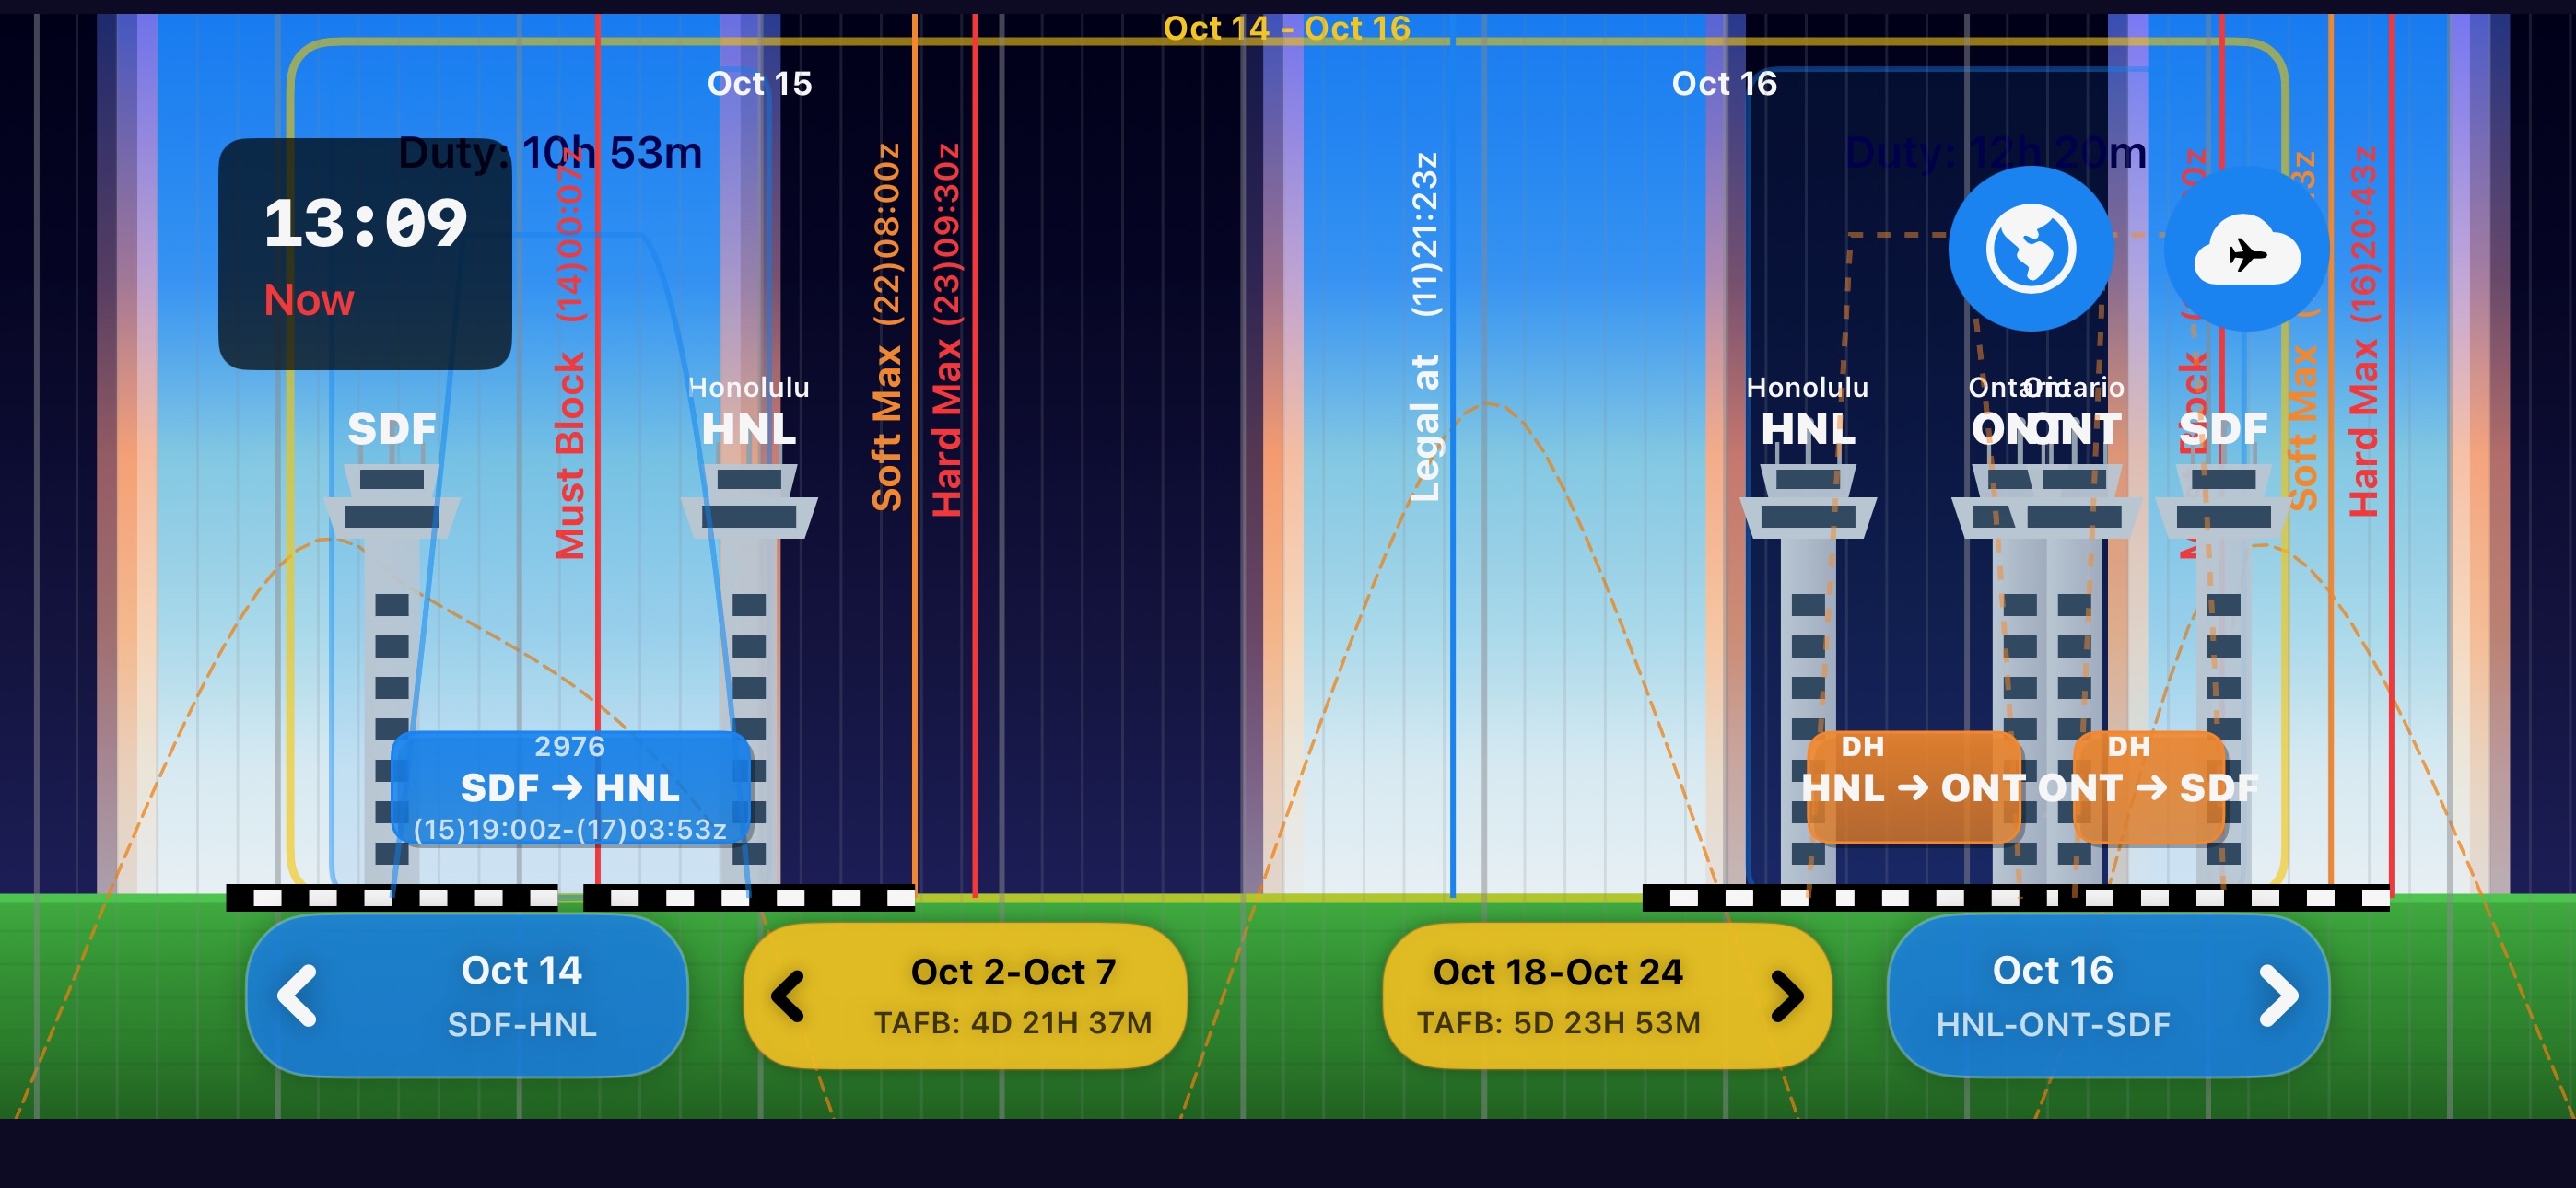 Oct 14 - Oct 16
Oct 15
Oct 16
Duty: 10h 53m
Duty: 12h 20m
13:09
Now
Must Block (14)00:07z
Soft Max (22)08:00z
Hard Max (23)09:30z
Legal at (11)21:23z
Soft Max
Hard Max (16)20:43z
SDF
Honolulu
HNL
Honolulu
HNL
Ontario
ONT
Ontario
ONT
SDF
2976
SDF → HNL
(15)19:00z-(17)03:53z
DH
HNL → ONT
DH
ONT → SDF
Oct 14
SDF-HNL
Oct 2-Oct 7
TAFB: 4D 21H 37M
Oct 18-Oct 24
TAFB: 5D 23H 53M
Oct 16
HNL-ONT-SDF